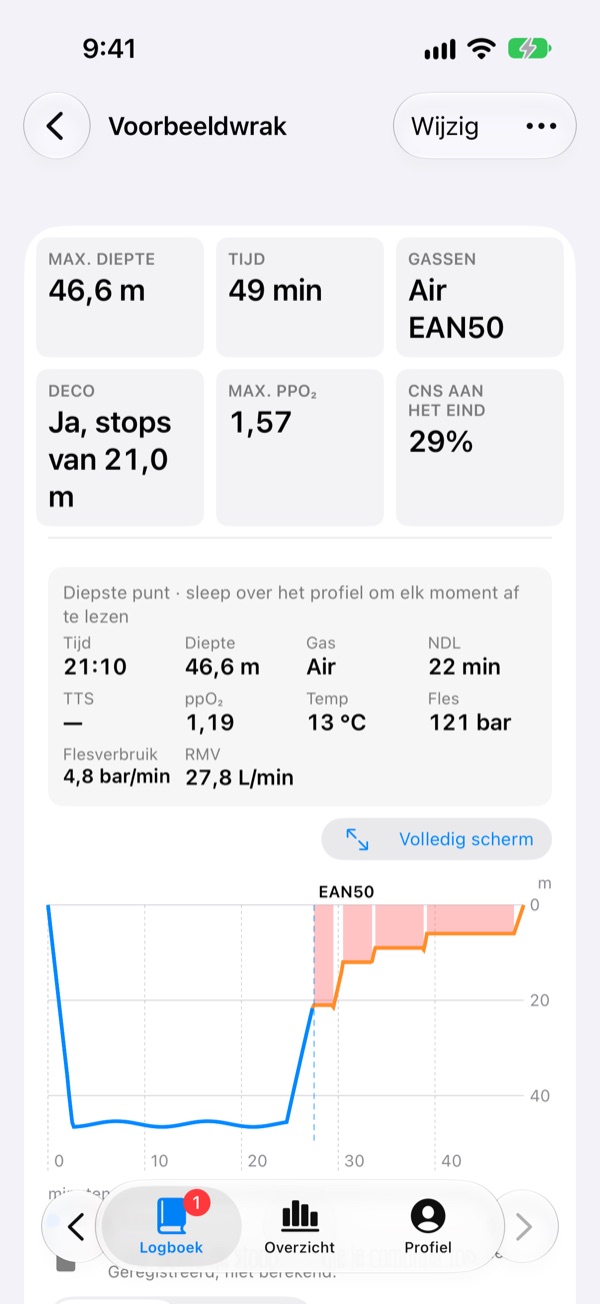 9:41
Voorbeeldwrak
Wijzig
MAX. DIEPTE
46,6 m
TIJD
49 min
GASSEN
Air
EAN50
DECO
Ja, stops
van 21,0
m
MAX. PPO₂
1,57
CNS AAN
HET EIND
29%
Diepste punt · sleep over het profiel om elk moment af
te lezen
Tijd
21:10
Diepte
46,6 m
Gas
Air
NDL
22 min
TTS
—
ppO₂
1,19
Temp
13 °C
Fles
121 bar
Flesverbruik
4,8 bar/min
RMV
27,8 L/min
Volledig scherm
EAN50
m
0
20
40
0
10
20
30
40
1
Logboek
Overzicht
Profiel
Geregistreerd, niet berekend.